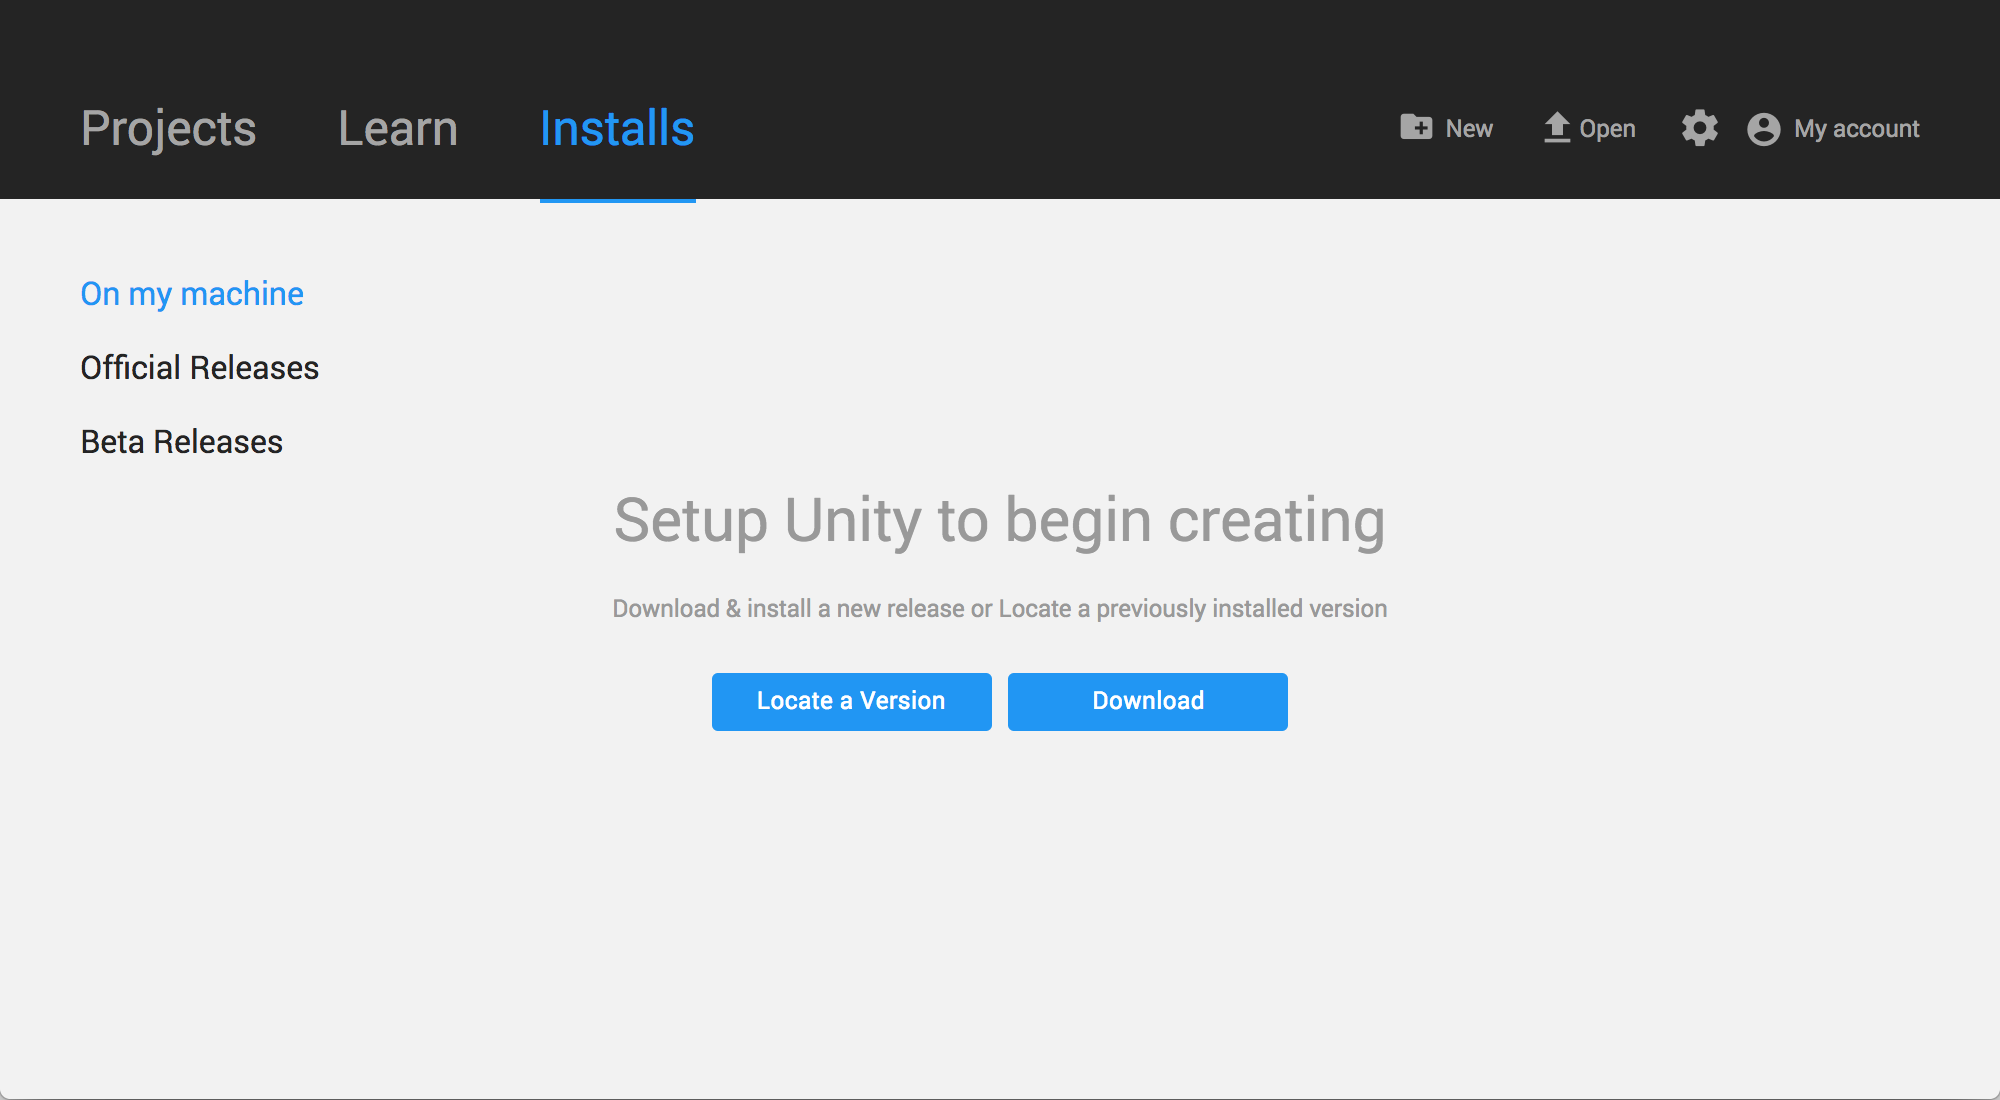 Projects Learn Installs New Open My account
On my machine
Official Releases
Beta Releases
Setup Unity to begin creating
Download & install a new release or Locate a previously installed version
Locate a Version Download